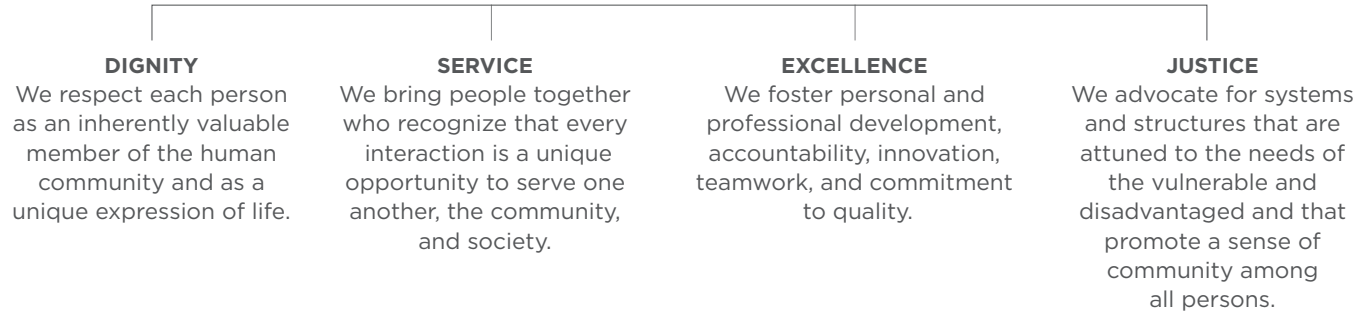 DIGNITY
We respect each person
as an inherently valuable
member of the human
community and as a
unique expression of life.
SERVICE
We bring people together
who recognize that every
interaction is a unique
opportunity to serve one
another, the community,
and society.
EXCELLENCE
We foster personal and
professional development,
accountability, innovation,
teamwork, and commitment
to quality.
JUSTICE
We advocate for systems
and structures that are
attuned to the needs of
the vulnerable and
disadvantaged and that
promote a sense of
community among
all persons.